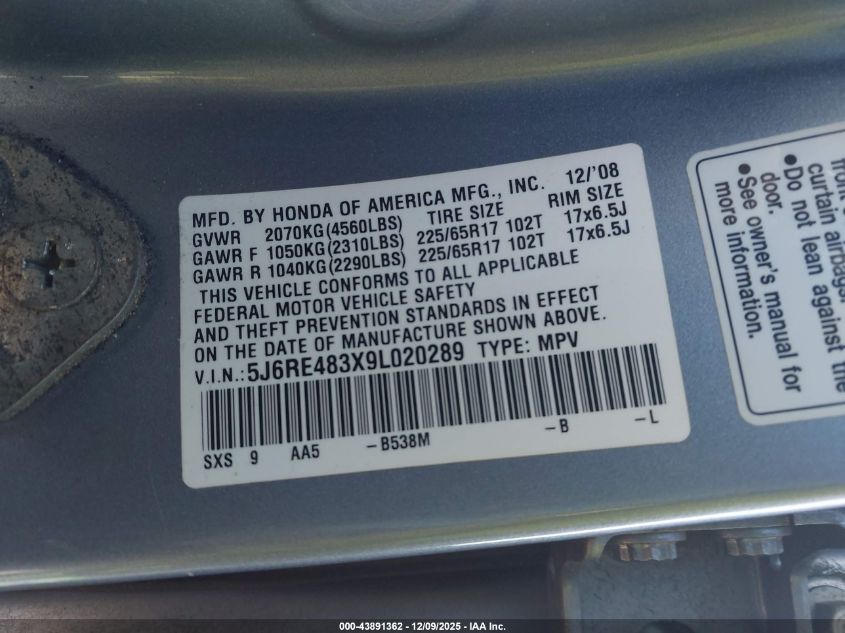 MFD. BY HONDA OF AMERICA MFG., INC. 12/'08
GVWR 2070KG(4560LBS) TIRE SIZE RIM SIZE
GAWR F 1050KG(2310LBS) 225/65R17 102T 17x6.5J
GAWR R 1040KG(2290LBS) 225/65R17 102T 17x6.5J
THIS VEHICLE CONFORMS TO ALL APPLICABLE
FEDERAL MOTOR VEHICLE SAFETY
AND THEFT PREVENTION STANDARDS IN EFFECT
ON THE DATE OF MANUFACTURE SHOWN ABOVE.
V.I.N.: 5J6RE483X9L020289 TYPE: MPV
SXS 9 AA5 -B538M -B -L
curtain airbags
• Do not lean against the
door.
• See owner's manual for
more information.
000-43891362 - 12/09/2025 - IAA Inc.